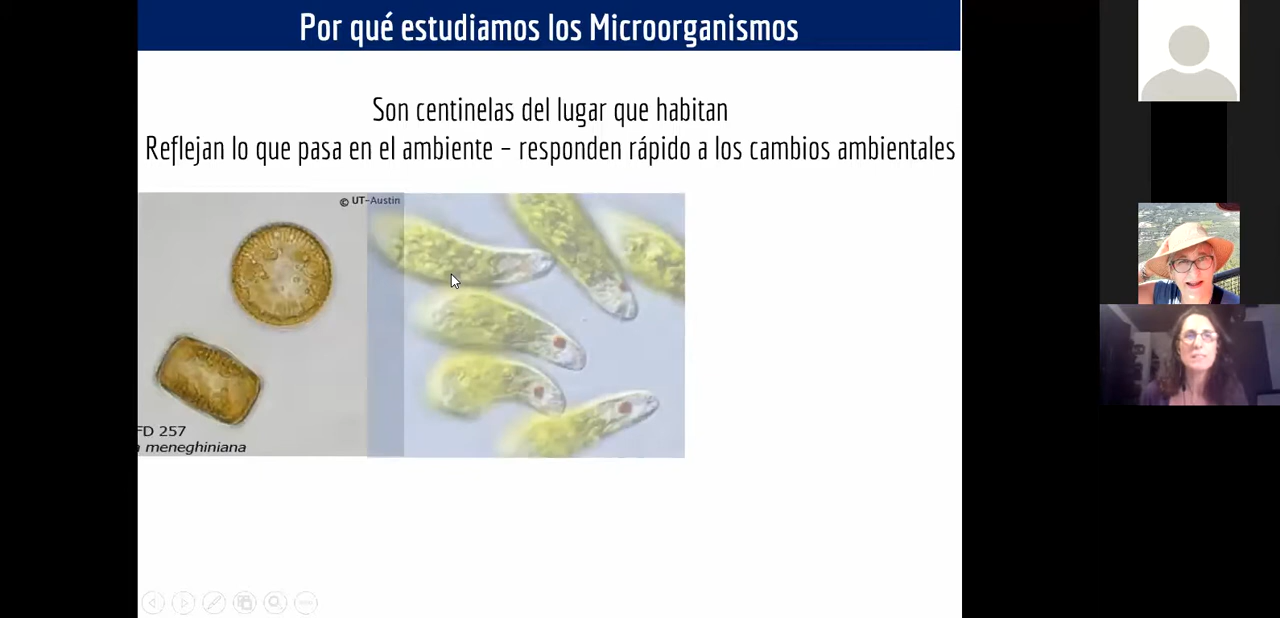 Por qué estudiamos los Microorganismos
Son centinelas del lugar que habitan
Reflejan lo que pasa en el ambiente – responden rápido a los cambios ambientales
© UT-Austin
FD 257
meneghiniana